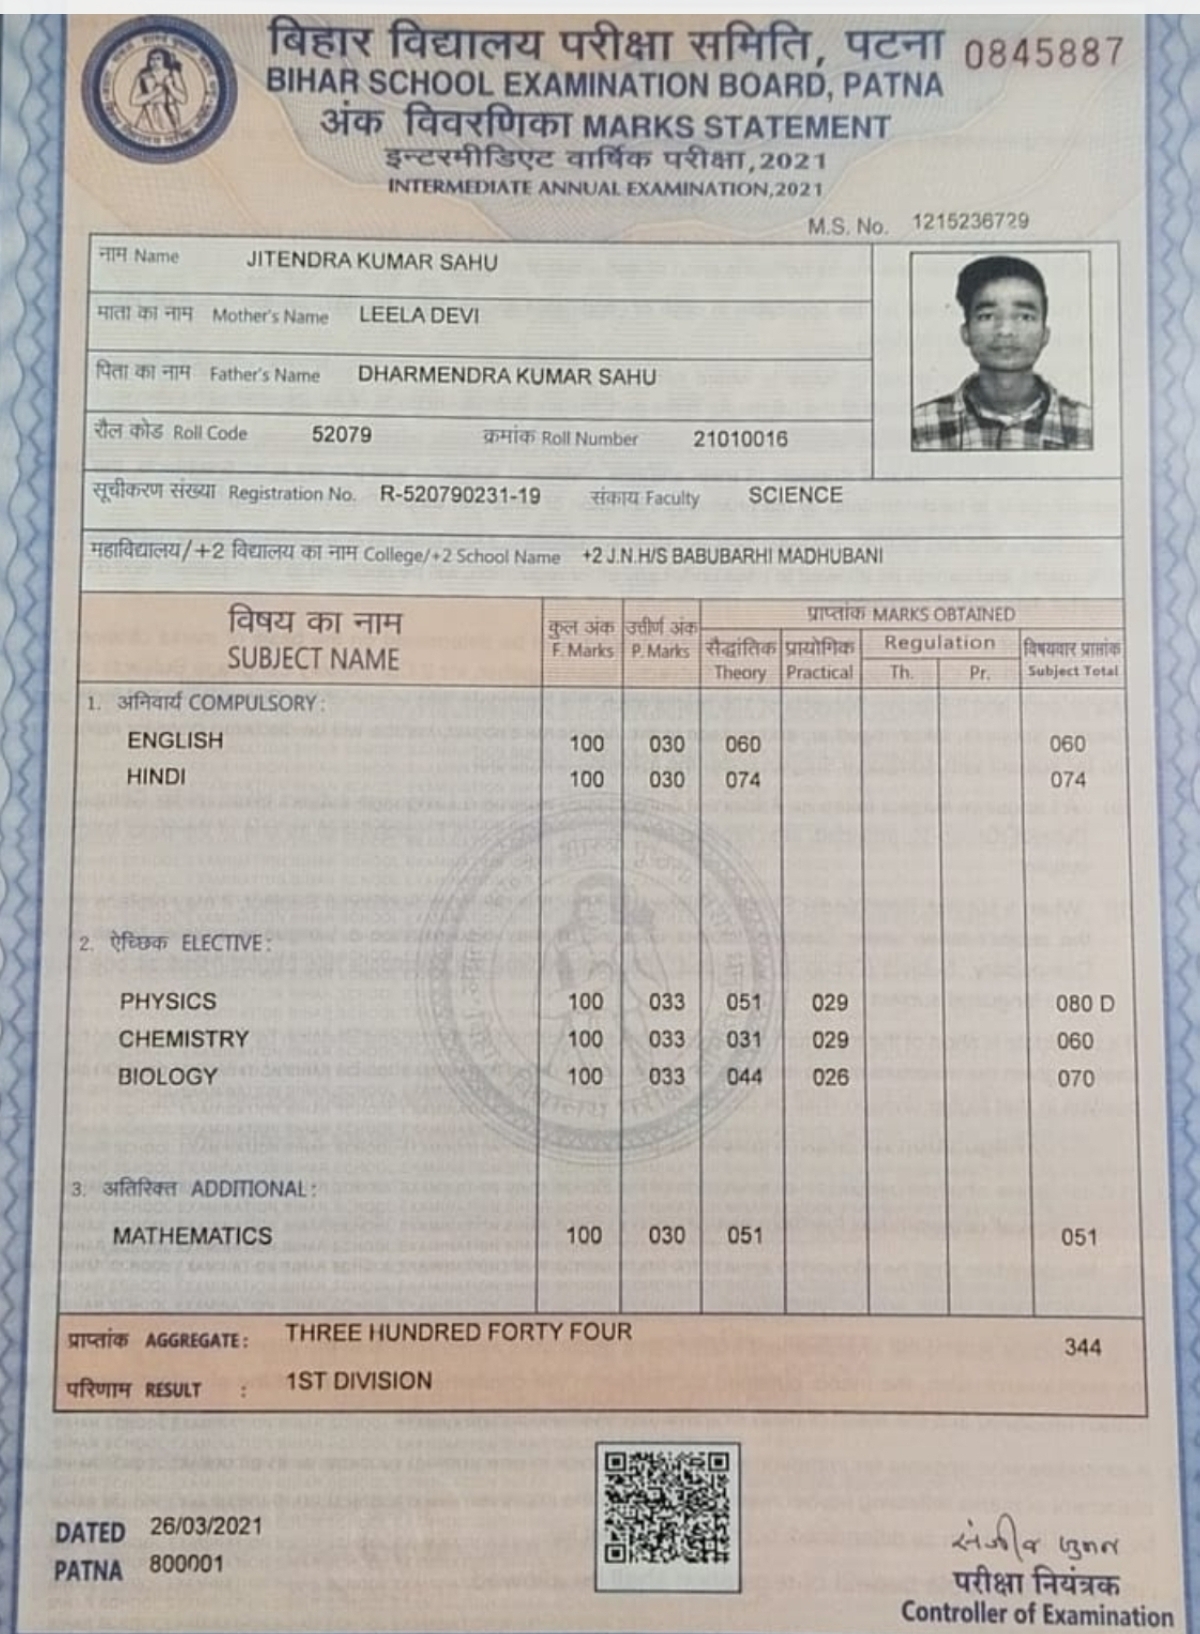 बिहार विद्यालय परीक्षा समिति, पटना 0845887
BIHAR SCHOOL EXAMINATION BOARD, PATNA
अंक विवरणिका MARKS STATEMENT
इन्टरमीडिएट वार्षिक परीक्षा,2021
INTERMEDIATE ANNUAL EXAMINATION,2021
M.S. No. 1215236729
नाम Name JITENDRA KUMAR SAHU
माता का नाम Mother's Name LEELA DEVI
पिता का नाम Father's Name DHARMENDRA KUMAR SAHU
रौल कोड Roll Code 52079 क्रमांक Roll Number 21010016
सूचीकरण संख्या Registration No. R-520790231-19 संकाय Faculty SCIENCE
महाविद्यालय/+2 विद्यालय का नाम College/+2 School Name +2 J.N.H/S BABUBARHI MADHUBANI
विषय का नाम कुल अंक उत्तीर्ण अंक प्राप्तांक MARKS OBTAINED
SUBJECT NAME F. Marks P. Marks सैद्धांतिक प्रायोगिक Regulation विषयवार प्राप्तांक
Theory Practical Th. Pr. Subject Total
1. अनिवार्य COMPULSORY:
ENGLISH 100 030 060 060
HINDI 100 030 074 074
2. ऐच्छिक ELECTIVE:
PHYSICS 100 033 051 029 080 D
CHEMISTRY 100 033 031 029 060
BIOLOGY 100 033 044 026 070
3. अतिरिक्त ADDITIONAL:
MATHEMATICS 100 030 051 051
प्राप्तांक AGGREGATE: THREE HUNDRED FORTY FOUR 344
परिणाम RESULT : 1ST DIVISION
DATED 26/03/2021
PATNA 800001
परीक्षा नियंत्रक
Controller of Examination